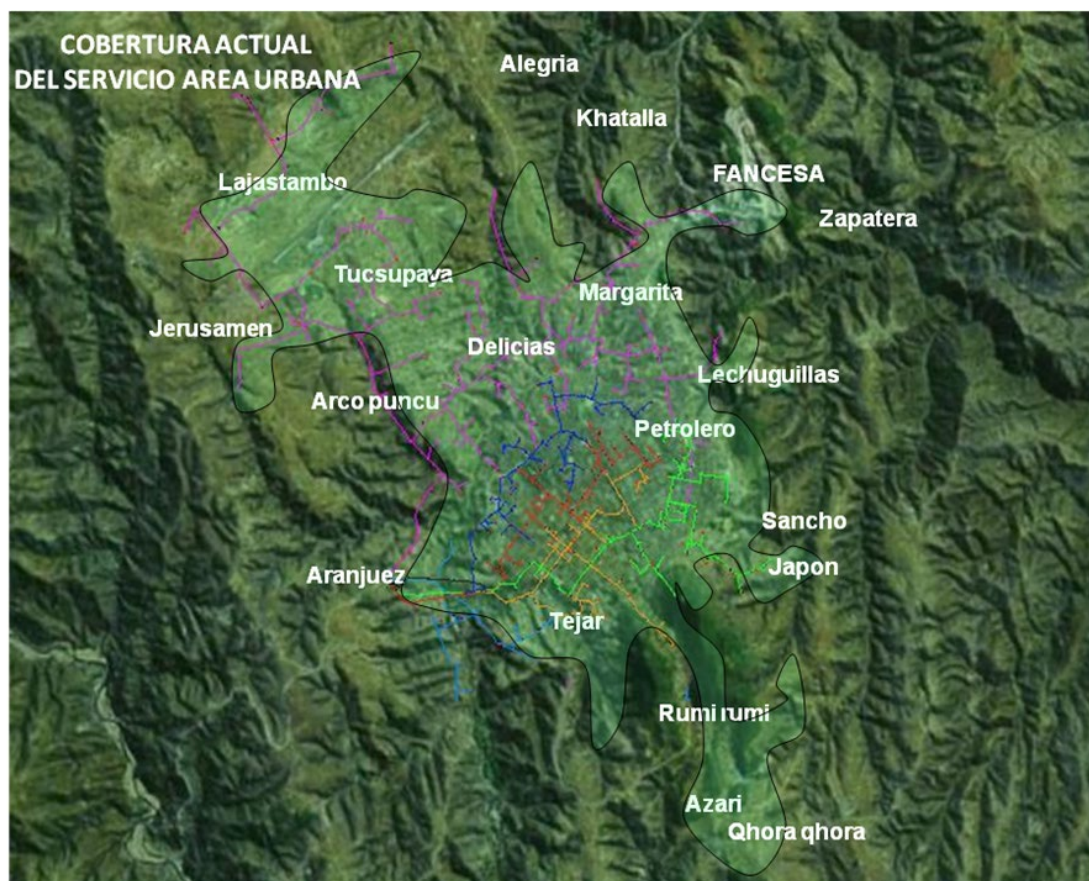 COBERTURA ACTUAL
DEL SERVICIO AREA URBANA
Alegria
Khatalla
FANCESA
Lajastambo
Zapatera
Tucsupaya
Margarita
Jerusamen
Delicias
Lechuguillas
Arco puncu
Petrolero
Sancho
Japon
Aranjuez
Tejar
Rumi rumi
Azari
Qhora qhora